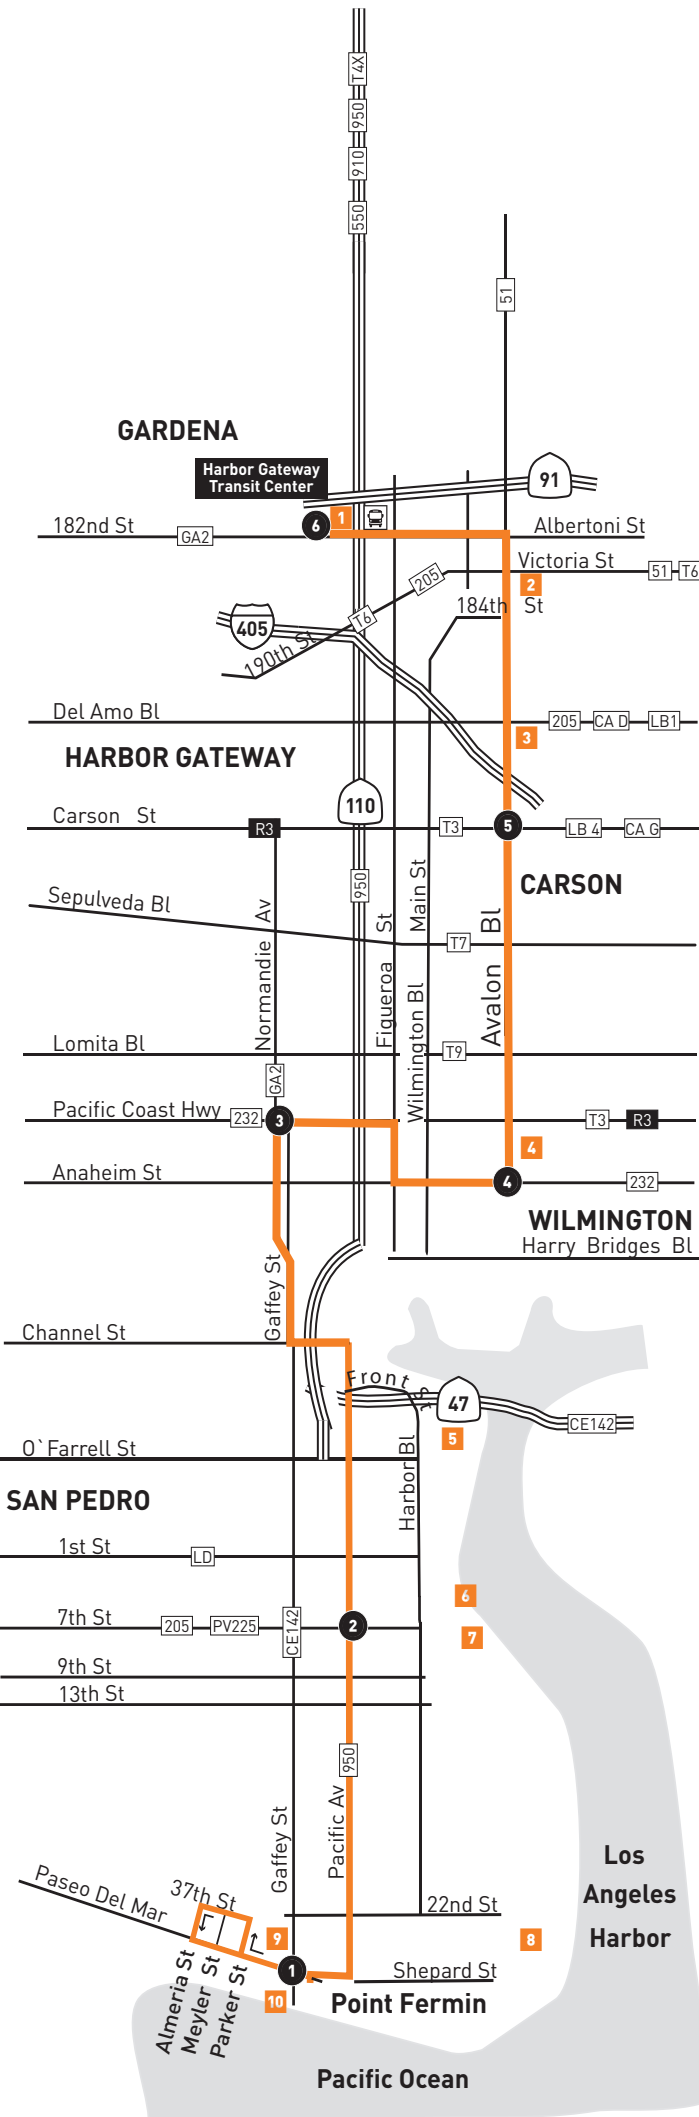 T4X
950
910
550
51
GARDENA
Harbor Gateway
Transit Center
91
6
1
182nd St
GA2
Albertoni St
Victoria St
51
T6
205
2
184th St
T6
405
190th St
Del Amo Bl
205
CA D
LB1
3
HARBOR GATEWAY
110
Carson St
R3
T3
5
LB 4
CA G
CARSON
950
Sepulveda Bl
T7
Normandie Av
Figueroa St
Main St
Wilmington Bl
Avalon Bl
Lomita Bl
T9
GA2
Pacific Coast Hwy
232
3
T3
R3
4
Anaheim St
4
232
WILMINGTON
Harry Bridges Bl
Gaffey St
Channel St
Front St
47
CE142
5
O`Farrell St
Harbor Bl
SAN PEDRO
1st St
LD
6
7th St
205
PV225
CE142
2
7
9th St
13th St
950
Pacific Av
Gaffey St
Los
Angeles
Harbor
Paseo Del Mar
37th St
22nd St
9
8
1
Shepard St
10
Point Fermin
Almeria St
Meyler St
Parker St
Pacific Ocean